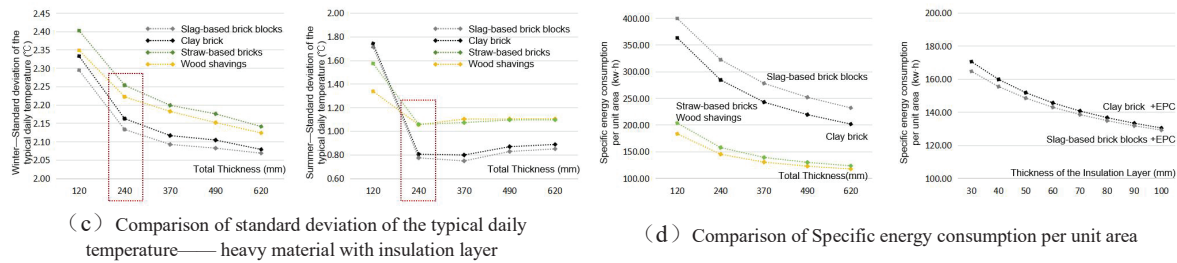 Winter—Standard deviation of the
typical daily temperature (℃)
2.45
2.40
2.35
2.30
2.25
2.20
2.15
2.10
2.05
2.00
Slag-based brick blocks
Clay brick
Straw-based bricks
Wood shavings
Total Thickness (mm)
120 240 370 490 620
Summer—Standard deviation of the
typical daily temperature (℃)
2.00
1.80
1.60
1.40
1.20
1.00
0.80
0.60
Slag-based brick blocks
Clay brick
Straw-based bricks
Wood shavings
Total Thickness (mm)
120 240 370 490 620
(c) Comparison of standard deviation of the typical daily
temperature—— heavy material with insulation layer
Specific energy consumption
per unit area (kw·h)
400.00
350.00
300.00
250.00
200.00
150.00
100.00
Slag-based brick blocks
Straw-based bricks
Wood shavings
Clay brick
Total Thickness(mm)
120 240 370 490 620
Specific energy consumption
per unit area (kw·h)
200.00
180.00
160.00
140.00
120.00
100.00
Clay brick +EPC
Slag-based brick blocks +EPC
Thickness of the Insulation Layer (mm)
30 40 50 60 70 80 90 100
(d) Comparison of Specific energy consumption per unit area